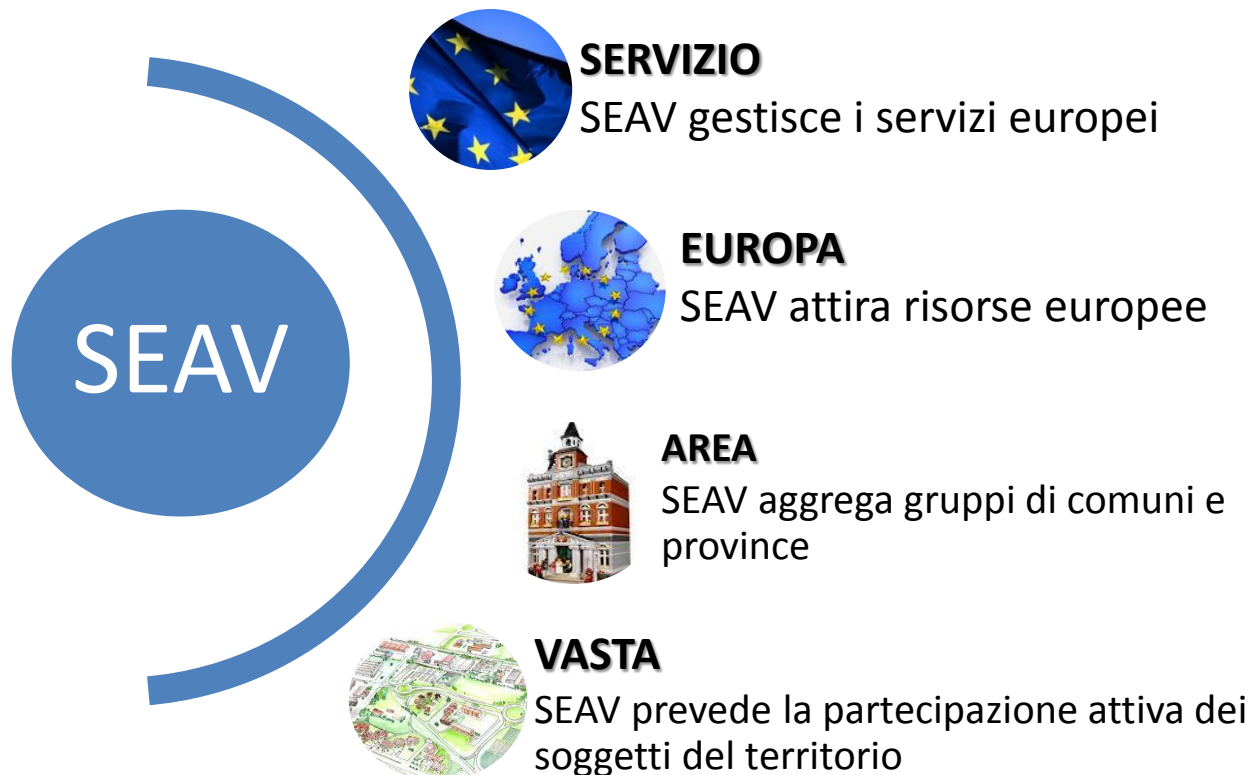 SEAV
SERVIZIO
SEAV gestisce i servizi europei
EUROPA
SEAV attira risorse europee
AREA
SEAV aggrega gruppi di comuni e
province
VASTA
SEAV prevede la partecipazione attiva dei
soggetti del territorio